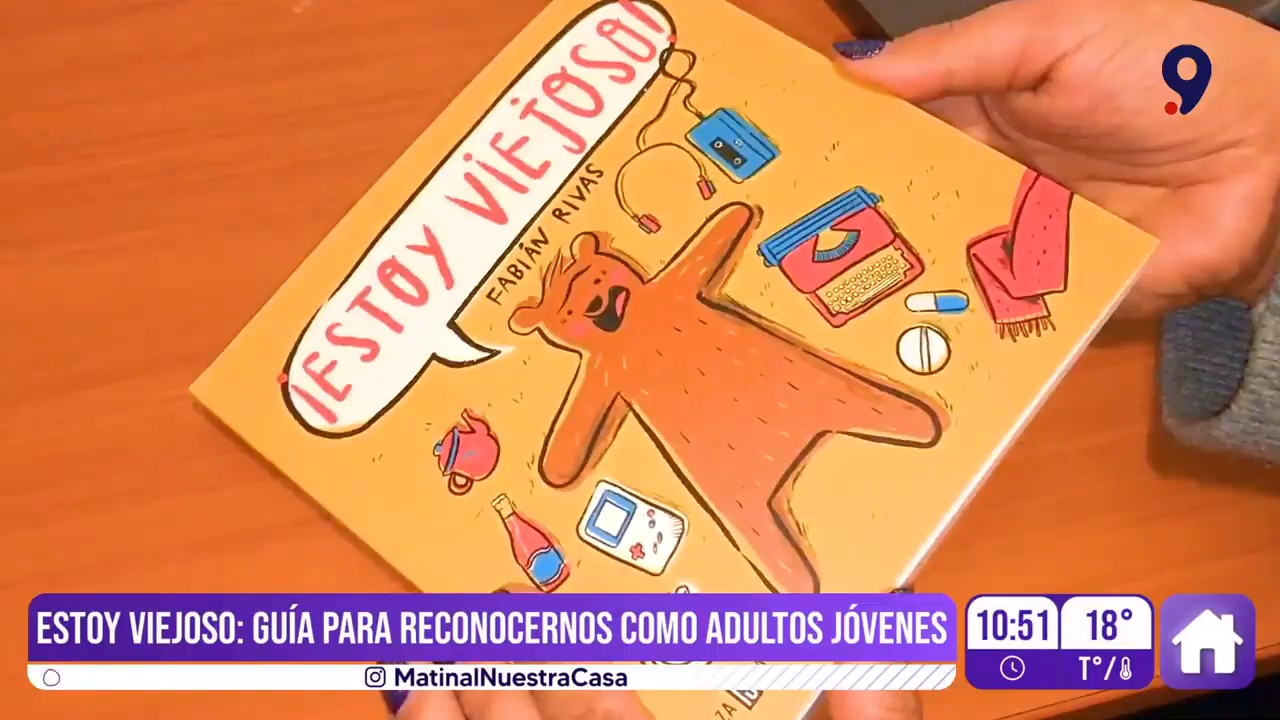 9
¡ESTOY VIEJOSO!
FABIÁN RIVAS
ESTOY VIEJOSO: GUÍA PARA RECONOCERNOS COMO ADULTOS JÓVENES
10:51
18°
T°/
MatinalNuestraCasa